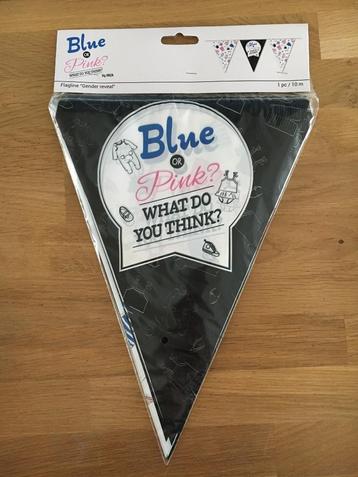 Blue
OR
Pink?
WHAT DO YOU THINK?
Flagline "Gender reveal"
1 pc / 10 m
Blue
OR
Pink?
WHAT DO
YOU THINK?